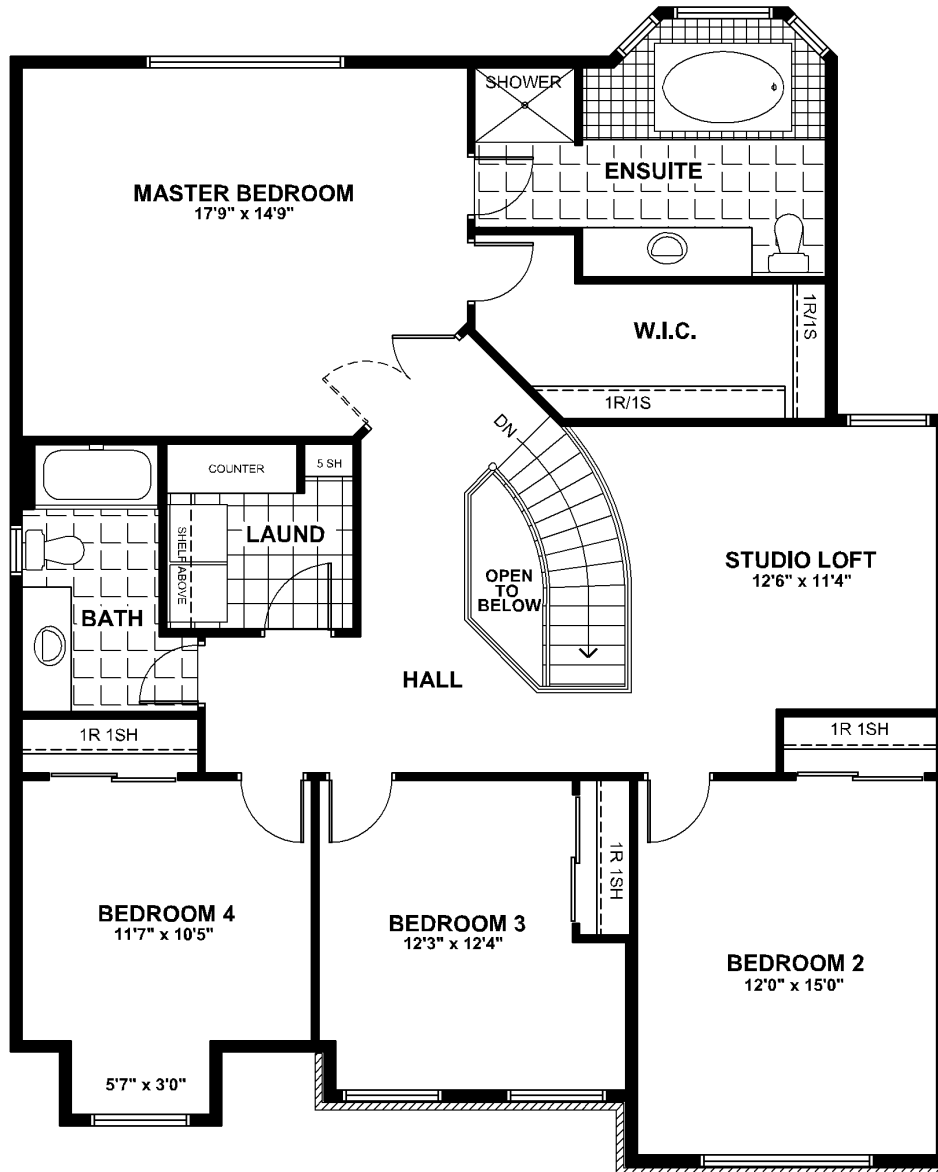 SHOWER
ENSUITE
MASTER BEDROOM
17'9" x 14'9"
1R/1S
W.I.C.
1R/1S
DN
COUNTER
5 SH
LAUND
SHELF ABOVE
STUDIO LOFT
12'6" x 11'4"
OPEN
TO
BELOW
BATH
HALL
1R 1SH
1R 1SH
1R 1SH
BEDROOM 4
11'7" x 10'5"
BEDROOM 3
12'3" x 12'4"
BEDROOM 2
12'0" x 15'0"
5'7" x 3'0"